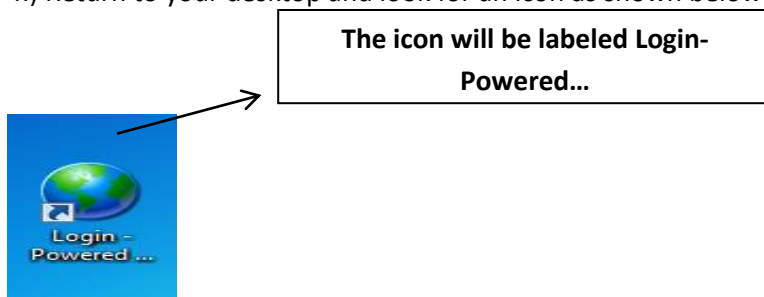 Return to your desktop and look for an icon as shown below
The icon will be labeled Login-
Powered…
Login -
Powered ...